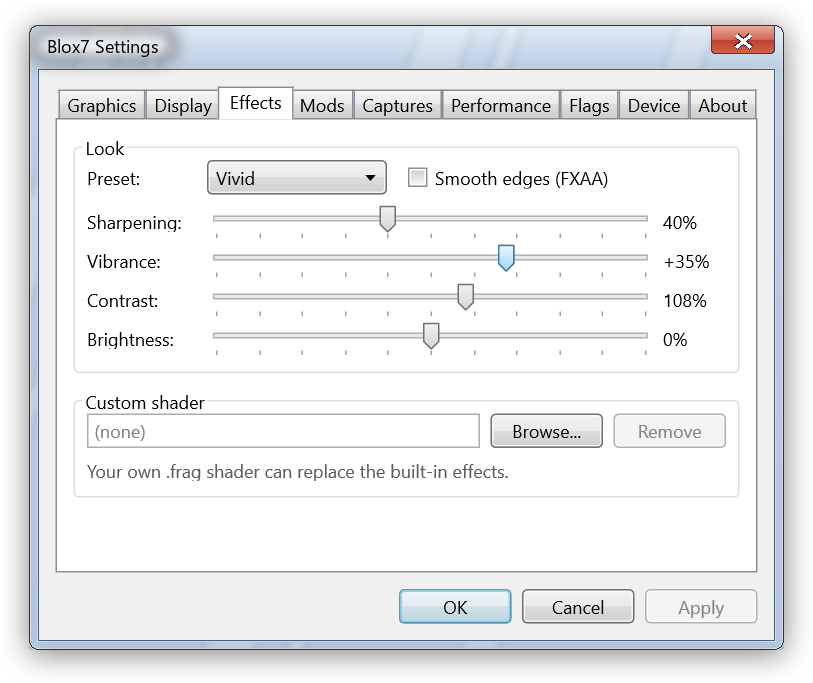 Blox7 Settings
Graphics Display Effects Mods Captures Performance Flags Device About
Look
Preset: Vivid Smooth edges (FXAA)
Sharpening: 40%
Vibrance: +35%
Contrast: 108%
Brightness: 0%
Custom shader
(none) Browse... Remove
Your own .frag shader can replace the built-in effects.
OK Cancel Apply